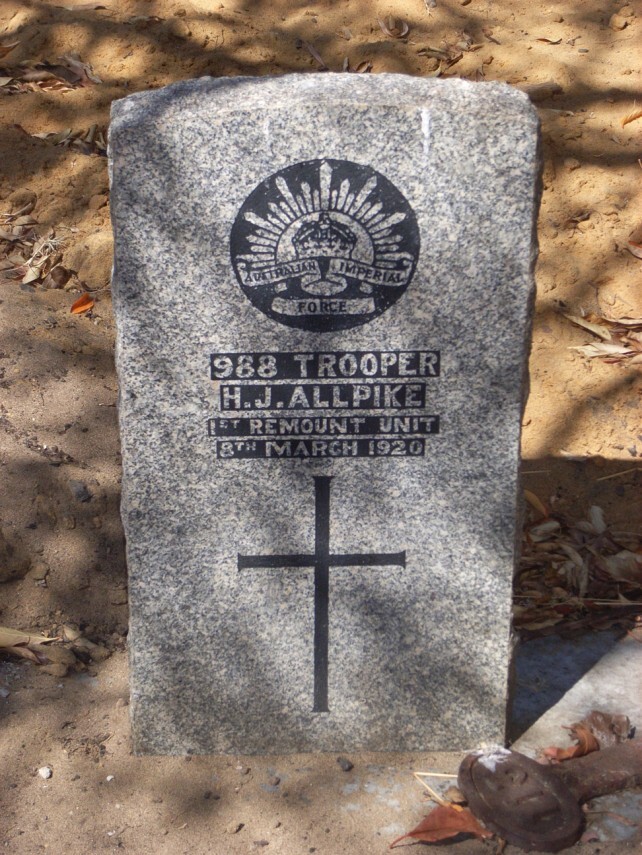 AUSTRALIAN IMPERIAL
FORCE
988 TROOPER
H.J. ALLPIKE
1ST REMOUNT UNIT
8TH MARCH 1920